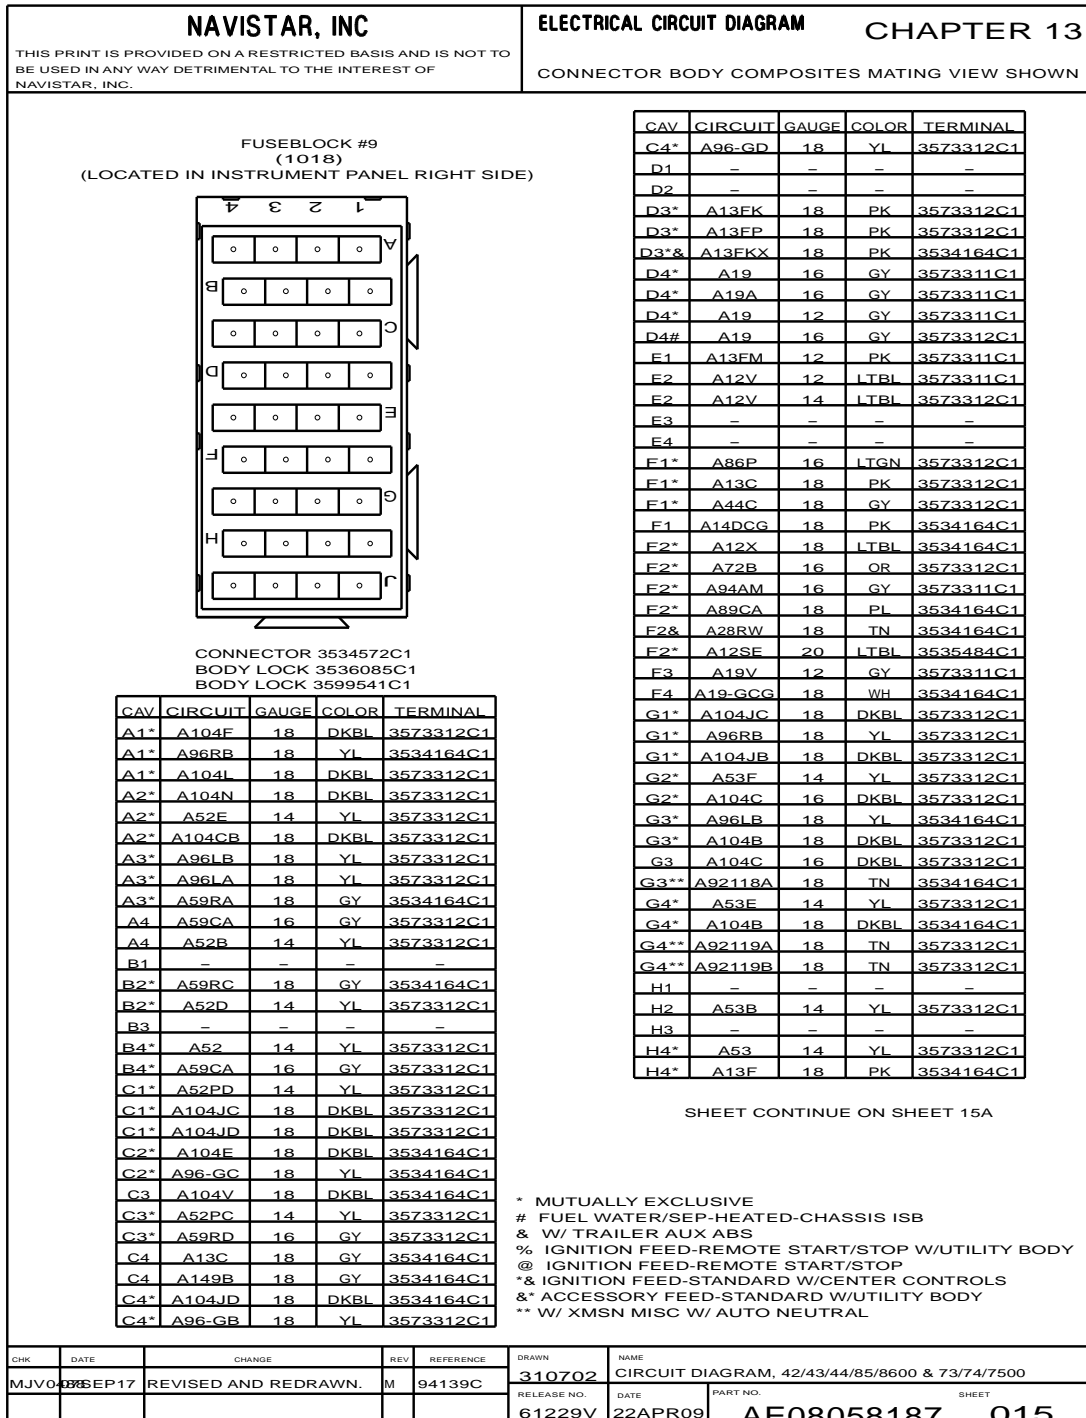 NAVISTAR, INC
THIS PRINT IS PROVIDED ON A RESTRICTED BASIS AND IS NOT TO
BE USED IN ANY WAY DETRIMENTAL TO THE INTEREST OF
NAVISTAR, INC.
ELECTRICAL CIRCUIT DIAGRAM CHAPTER 13
CONNECTOR BODY COMPOSITES MATING VIEW SHOWN
FUSEBLOCK #9
(1018)
(LOCATED IN INSTRUMENT PANEL RIGHT SIDE)
4 3 2 1
A
B
C
D
E
F
G
H
J
CONNECTOR 3534572C1
BODY LOCK 3536085C1
BODY LOCK 3599541C1
CAV CIRCUIT GAUGE COLOR TERMINAL
A1* A104F 18 DKBL 3573312C1
A1* A96RB 18 YL 3534164C1
A1* A104L 18 DKBL 3573312C1
A2* A104N 18 DKBL 3573312C1
A2* A52E 14 YL 3573312C1
A2* A104CB 18 DKBL 3573312C1
A3* A96LB 18 YL 3573312C1
A3* A96LA 18 YL 3573312C1
A3* A59RA 18 GY 3534164C1
A4 A59CA 16 GY 3573312C1
A4 A52B 14 YL 3573312C1
B1 – – – –
B2* A59RC 18 GY 3534164C1
B2* A52D 14 YL 3573312C1
B3 – – – –
B4* A52 14 YL 3573312C1
B4* A59CA 16 GY 3573312C1
C1* A52PD 14 YL 3573312C1
C1* A104JC 18 DKBL 3573312C1
C1* A104JD 18 DKBL 3573312C1
C2* A104E 18 DKBL 3534164C1
C2* A96-GC 18 YL 3534164C1
C3 A104V 18 DKBL 3534164C1
C3* A52PC 14 YL 3573312C1
C3* A59RD 16 GY 3573312C1
C4 A13C 18 GY 3534164C1
C4 A149B 18 GY 3534164C1
C4* A104JD 18 DKBL 3534164C1
C4* A96-GB 18 YL 3573312C1
CAV CIRCUIT GAUGE COLOR TERMINAL
C4* A96-GD 18 YL 3573312C1
D1 – – – –
D2 – – – –
D3* A13FK 18 PK 3573312C1
D3* A13FP 18 PK 3573312C1
D3*& A13FKX 18 PK 3534164C1
D4* A19 16 GY 3573311C1
D4* A19A 16 GY 3573311C1
D4* A19 12 GY 3573311C1
D4# A19 16 GY 3573312C1
E1 A13FM 12 PK 3573311C1
E2 A12V 12 LTBL 3573311C1
E2 A12V 14 LTBL 3573312C1
E3 – – – –
E4 – – – –
F1* A86P 16 LTGN 3573312C1
F1* A13C 18 PK 3573312C1
F1* A44C 18 GY 3573312C1
F1 A14DCG 18 PK 3534164C1
F2* A12X 18 LTBL 3534164C1
F2* A72B 16 OR 3573312C1
F2* A94AM 16 GY 3573311C1
F2* A89CA 18 PL 3534164C1
F2& A28RW 18 TN 3534164C1
F2* A12SE 20 LTBL 3535484C1
F3 A19V 12 GY 3573311C1
F4 A19-GCG 18 WH 3534164C1
G1* A104JC 18 DKBL 3573312C1
G1* A96RB 18 YL 3573312C1
G1* A104JB 18 DKBL 3573312C1
G2* A53F 14 YL 3573312C1
G2* A104C 16 DKBL 3573312C1
G3* A96LB 18 YL 3534164C1
G3* A104B 18 DKBL 3573312C1
G3 A104C 16 DKBL 3573312C1
G3** A92118A 18 TN 3534164C1
G4* A53E 14 YL 3573312C1
G4* A104B 18 DKBL 3534164C1
G4** A92119A 18 TN 3573312C1
G4** A92119B 18 TN 3573312C1
H1 – – – –
H2 A53B 14 YL 3573312C1
H3 – – – –
H4* A53 14 YL 3573312C1
H4* A13F 18 PK 3534164C1
SHEET CONTINUE ON SHEET 15A
* MUTUALLY EXCLUSIVE
# FUEL WATER/SEP-HEATED-CHASSIS ISB
& W/ TRAILER AUX ABS
% IGNITION FEED-REMOTE START/STOP W/UTILITY BODY
@ IGNITION FEED-REMOTE START/STOP
*& IGNITION FEED-STANDARD W/CENTER CONTROLS
&* ACCESSORY FEED-STANDARD W/UTILITY BODY
** W/ XMSN MISC W/ AUTO NEUTRAL
CHK DATE CHANGE REV REFERENCE
SEP17 REVISED AND REDRAWN. M 94139C
DRAWN 310702
NAME CIRCUIT DIAGRAM, 42/43/44/85/8600 & 73/74/7500
RELEASE NO. 61229V
DATE 22APR09
PART NO. AF08058187
SHEET 015